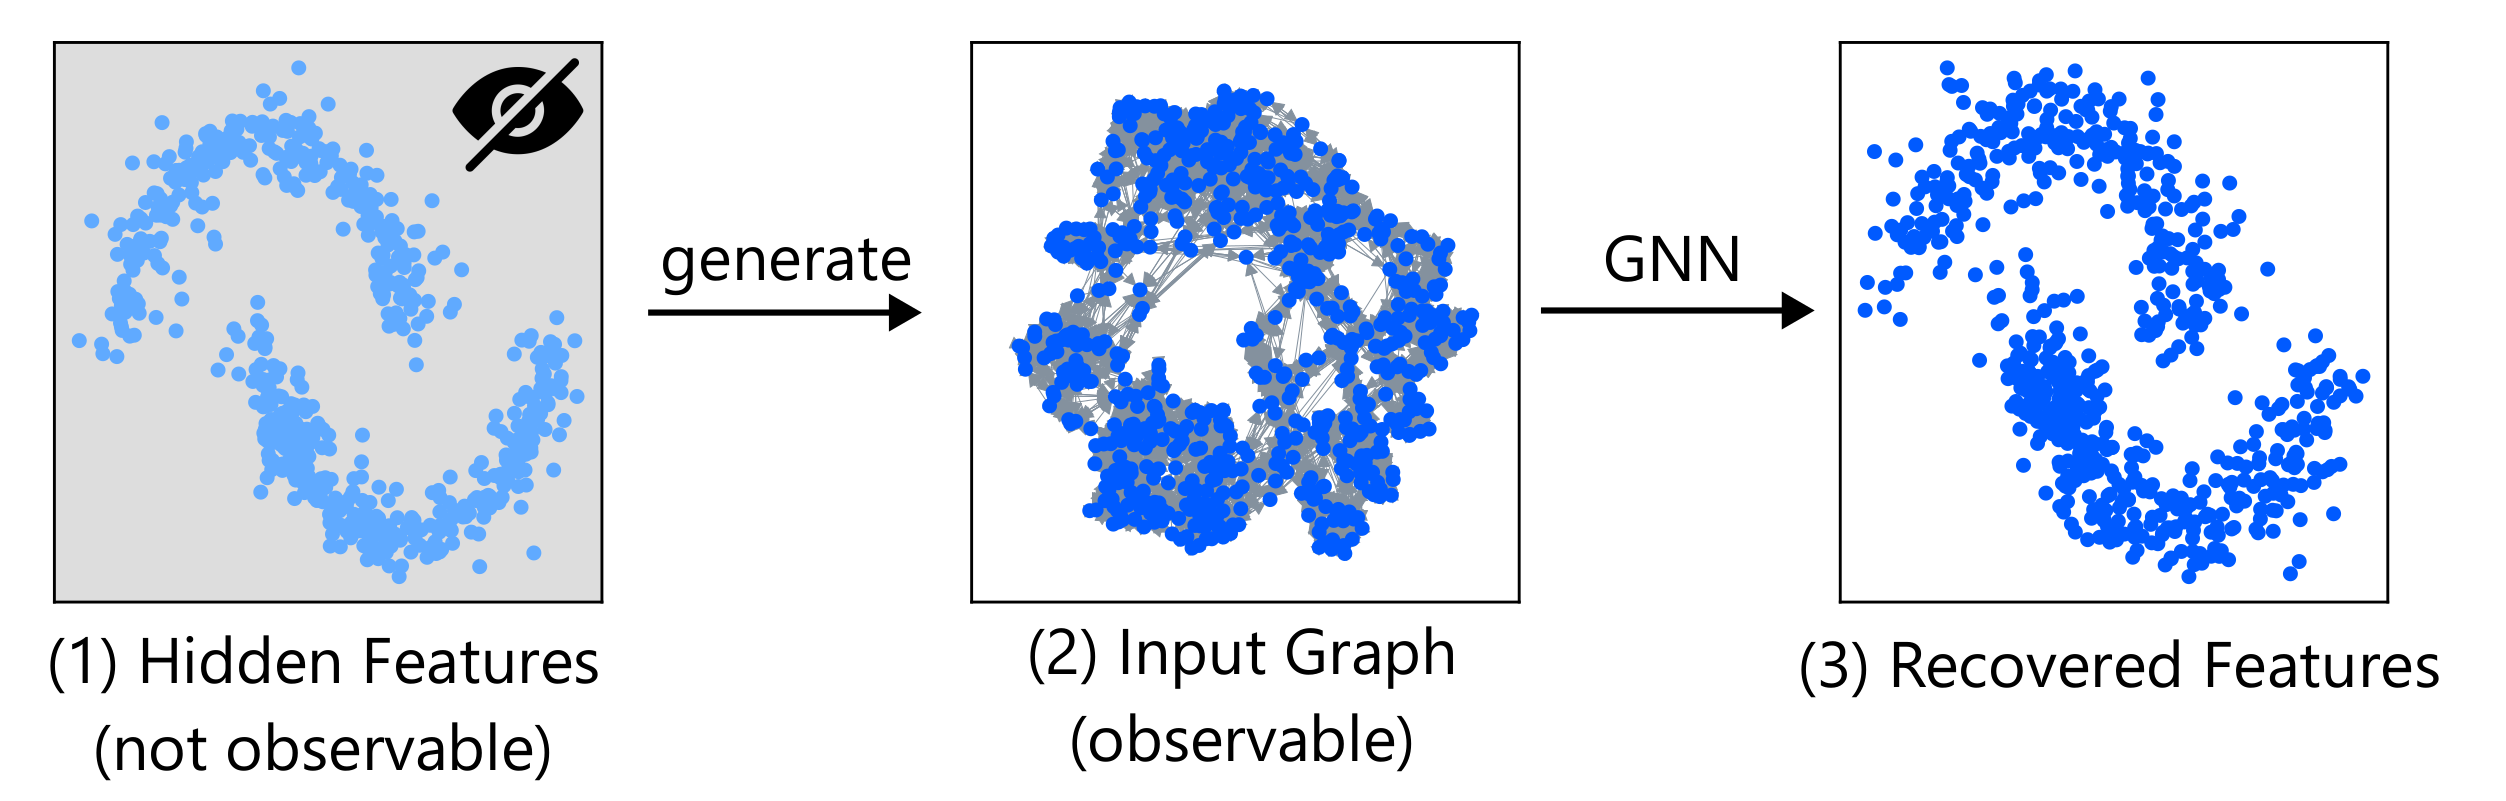 generate
GNN
(1) Hidden Features
(not observable)
(2) Input Graph
(observable)
(3) Recovered Features